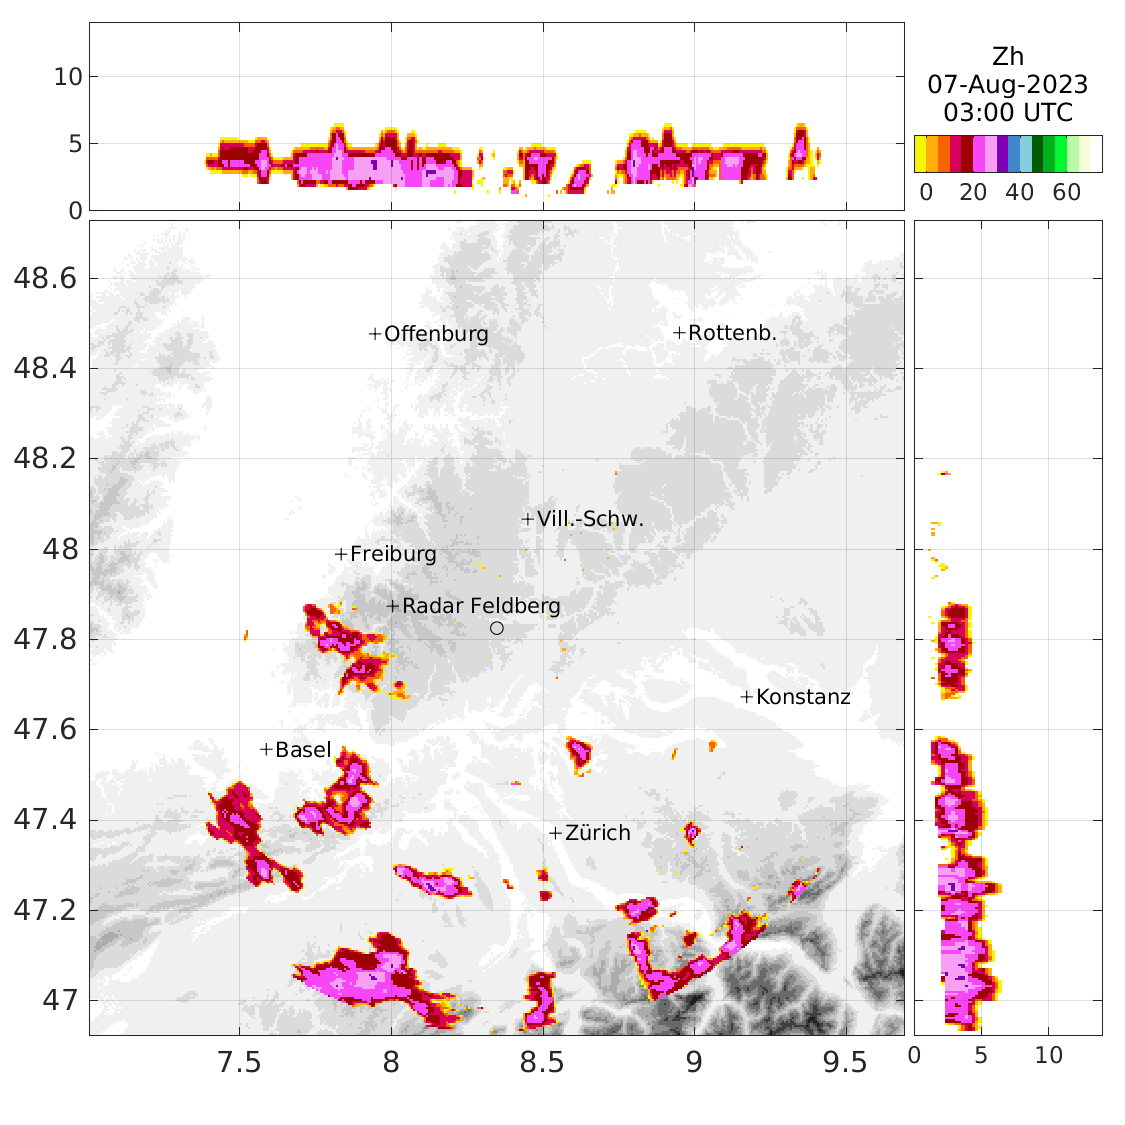 10
5
0
Zh
07-Aug-2023
03:00 UTC
0 20 40 60
48.6
48.4
48.2
48
47.8
47.6
47.4
47.2
47
+Offenburg
+Rottenb.
+Vill.-Schw.
+Freiburg
+Radar Feldberg
+Konstanz
+Basel
+Zürich
7.5 8 8.5 9 9.5
0 5 10